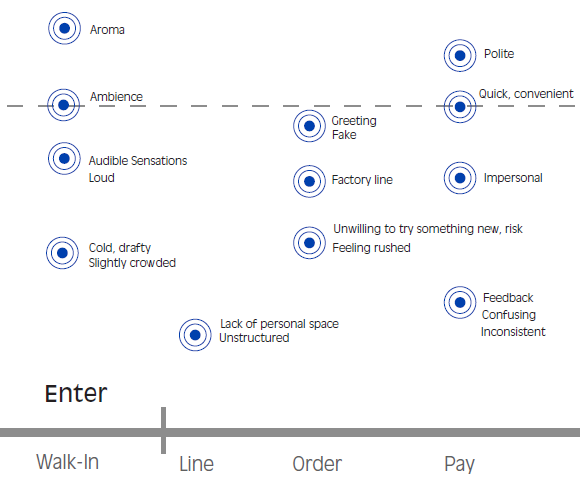 Aroma
Polite
Ambience
Quick, convenient
Greeting
Fake
Audible Sensations
Loud
Factory line
Impersonal
Unwilling to try something new, risk
Feeling rushed
Cold, drafty
Slightly crowded
Feedback
Confusing
Inconsistent
Lack of personal space
Unstructured
Enter
Walk-In
Line
Order
Pay